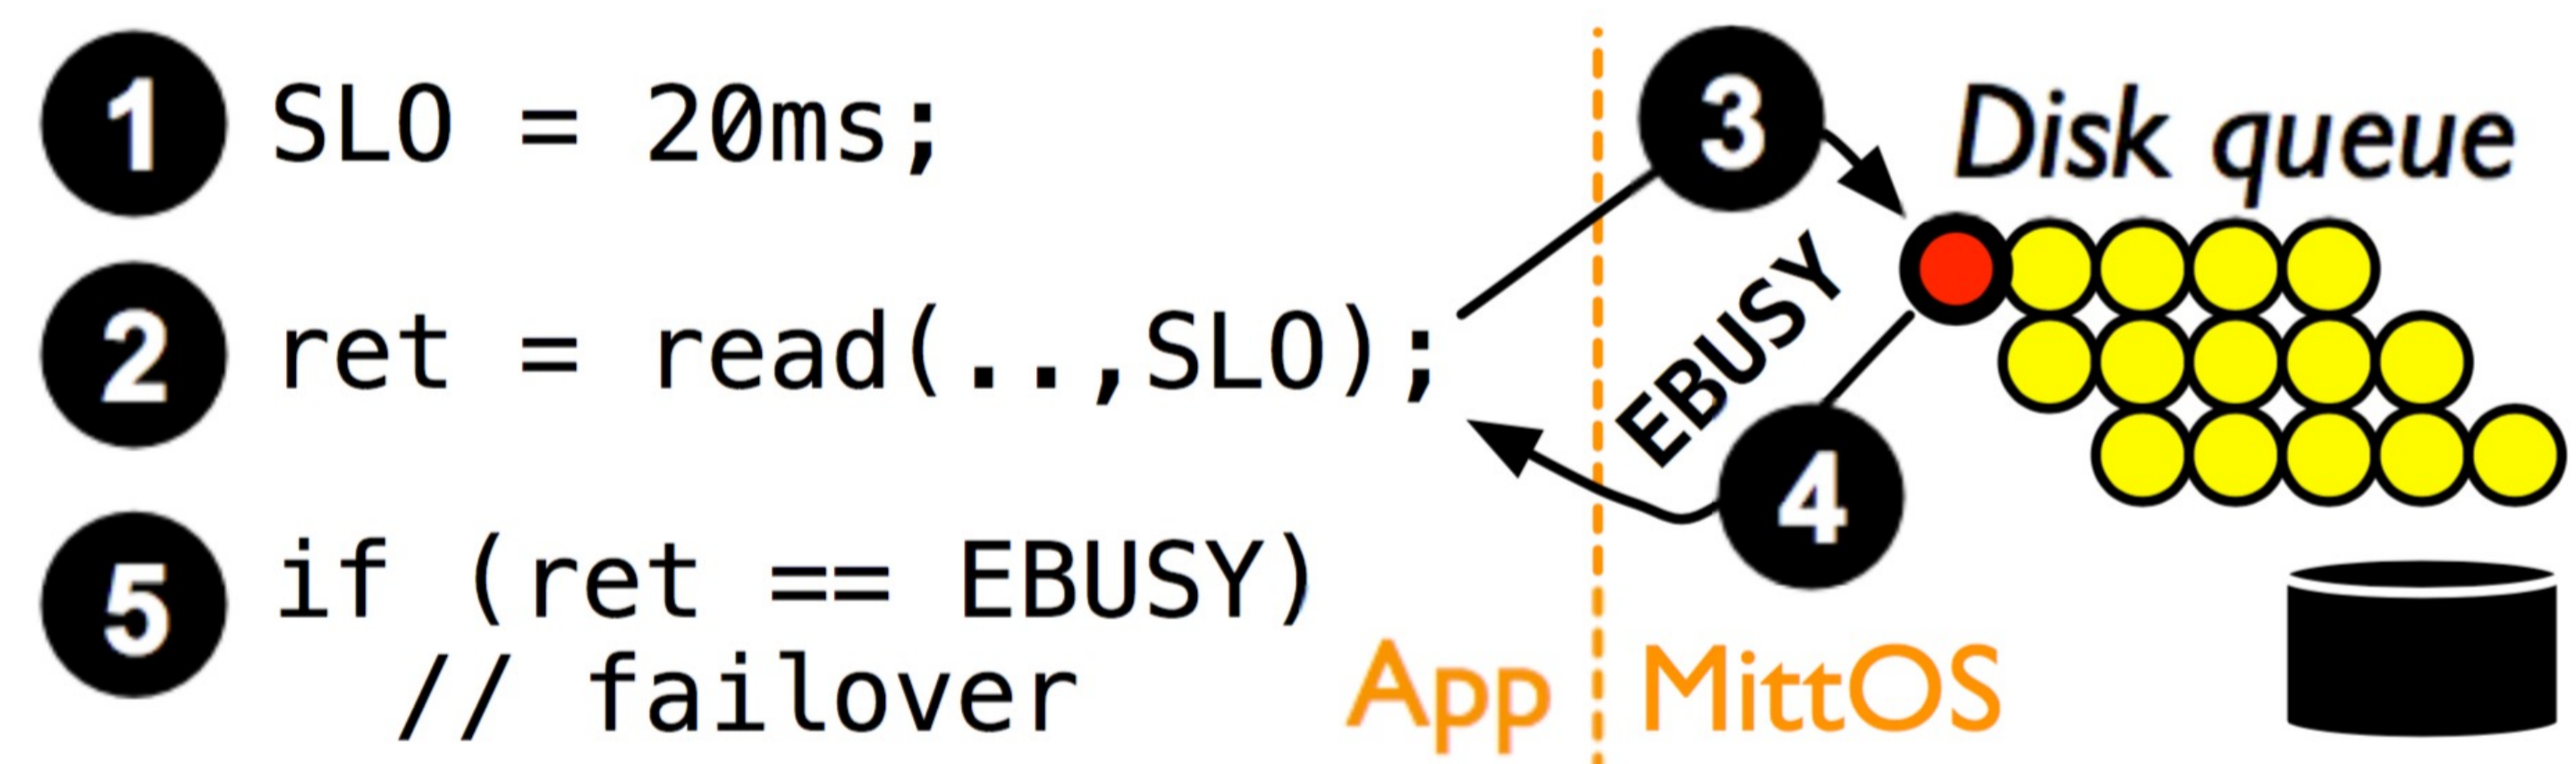 1 SLO = 20ms;
2 ret = read(..,SLO);
5 if (ret == EBUSY)
// failover
App
3
EBUSY
4
MittOS
Disk queue